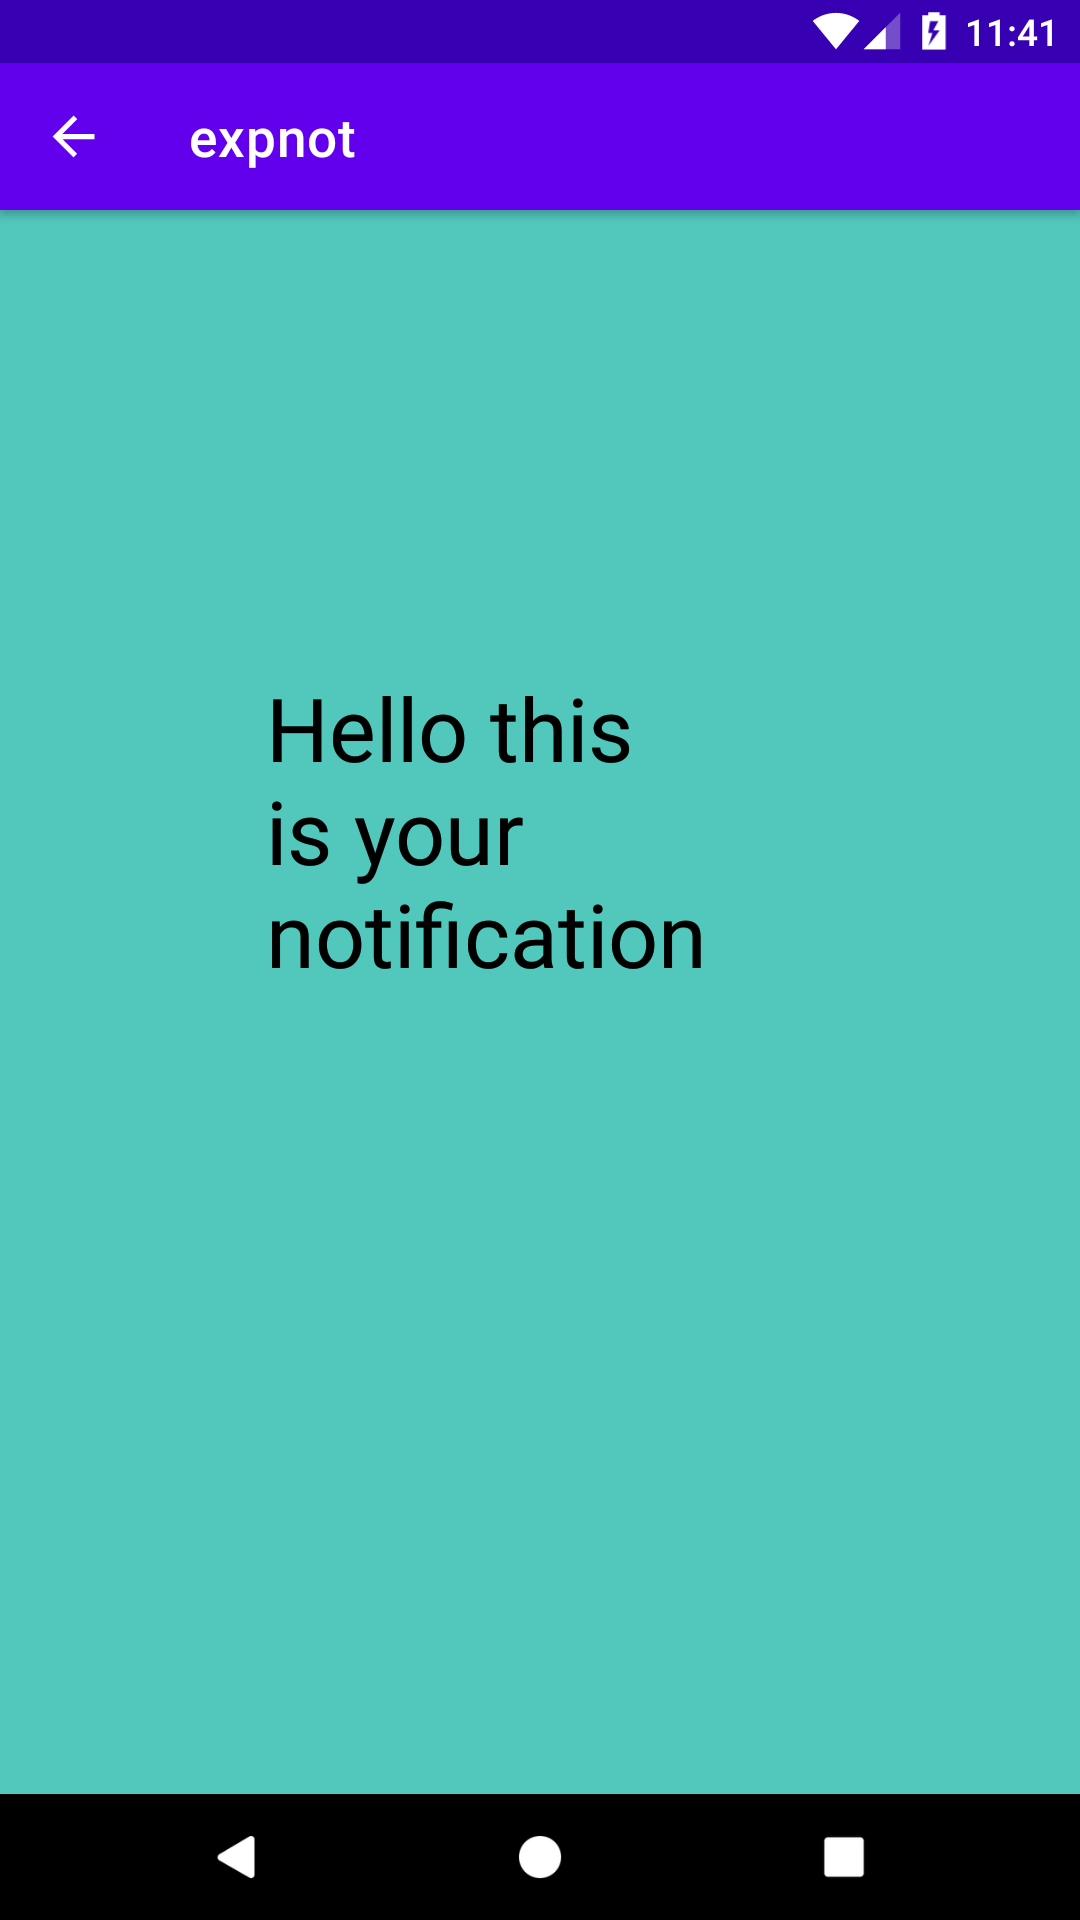 11:41
expnot
Hello this
is your
notification